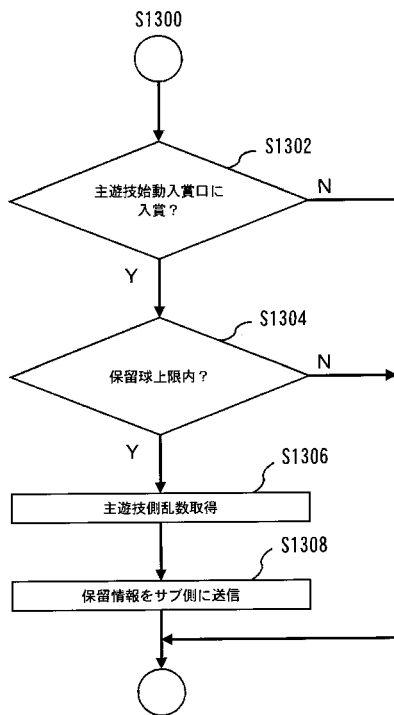 S1300
S1302
主遊技始動入賞口に
入賞？
N
Y
S1304
保留球上限内？
N
Y
S1306
主遊技側乱数取得
S1308
保留情報をサブ側に送信